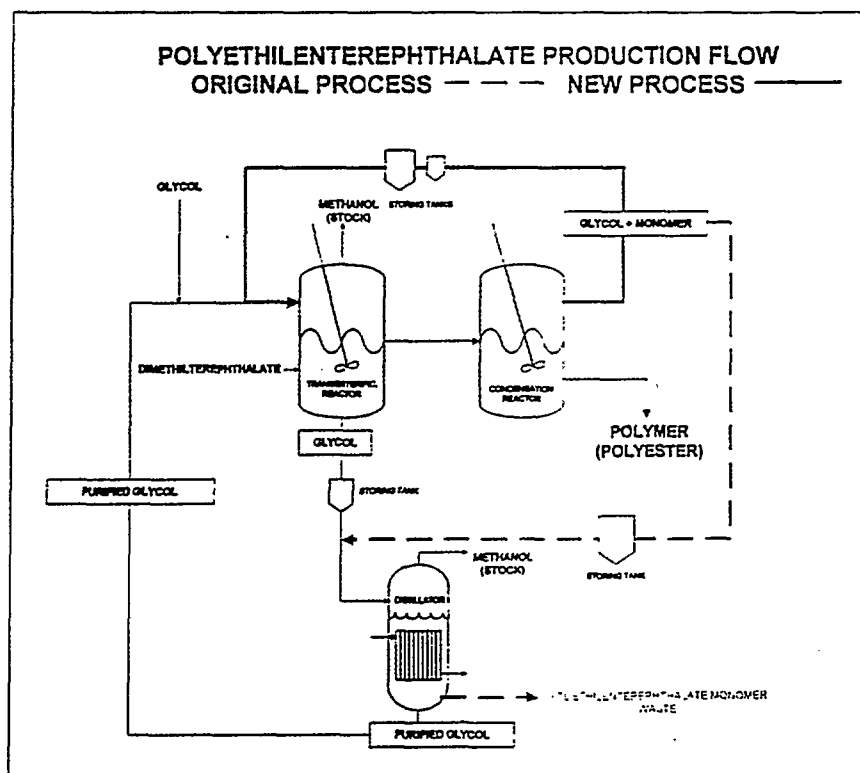 POLYETHILENTEREPHTHALATE PRODUCTION FLOW
ORIGINAL PROCESS NEW PROCESS
GLYCOL
METHANOL
(STOCK)
STORING TANKS
GLYCOL + MONOMER
DIMETHILTEREPHTHALATE
REACTOR
CONDENSATION
REACTOR
GLYCOL
POLYMER
(POLYESTER)
PURIFIED GLYCOL
STORING TANK
METHANOL
(STOCK)
STORING TANK
DISTILLATOR
MONOMER
WASTE
PURIFIED GLYCOL